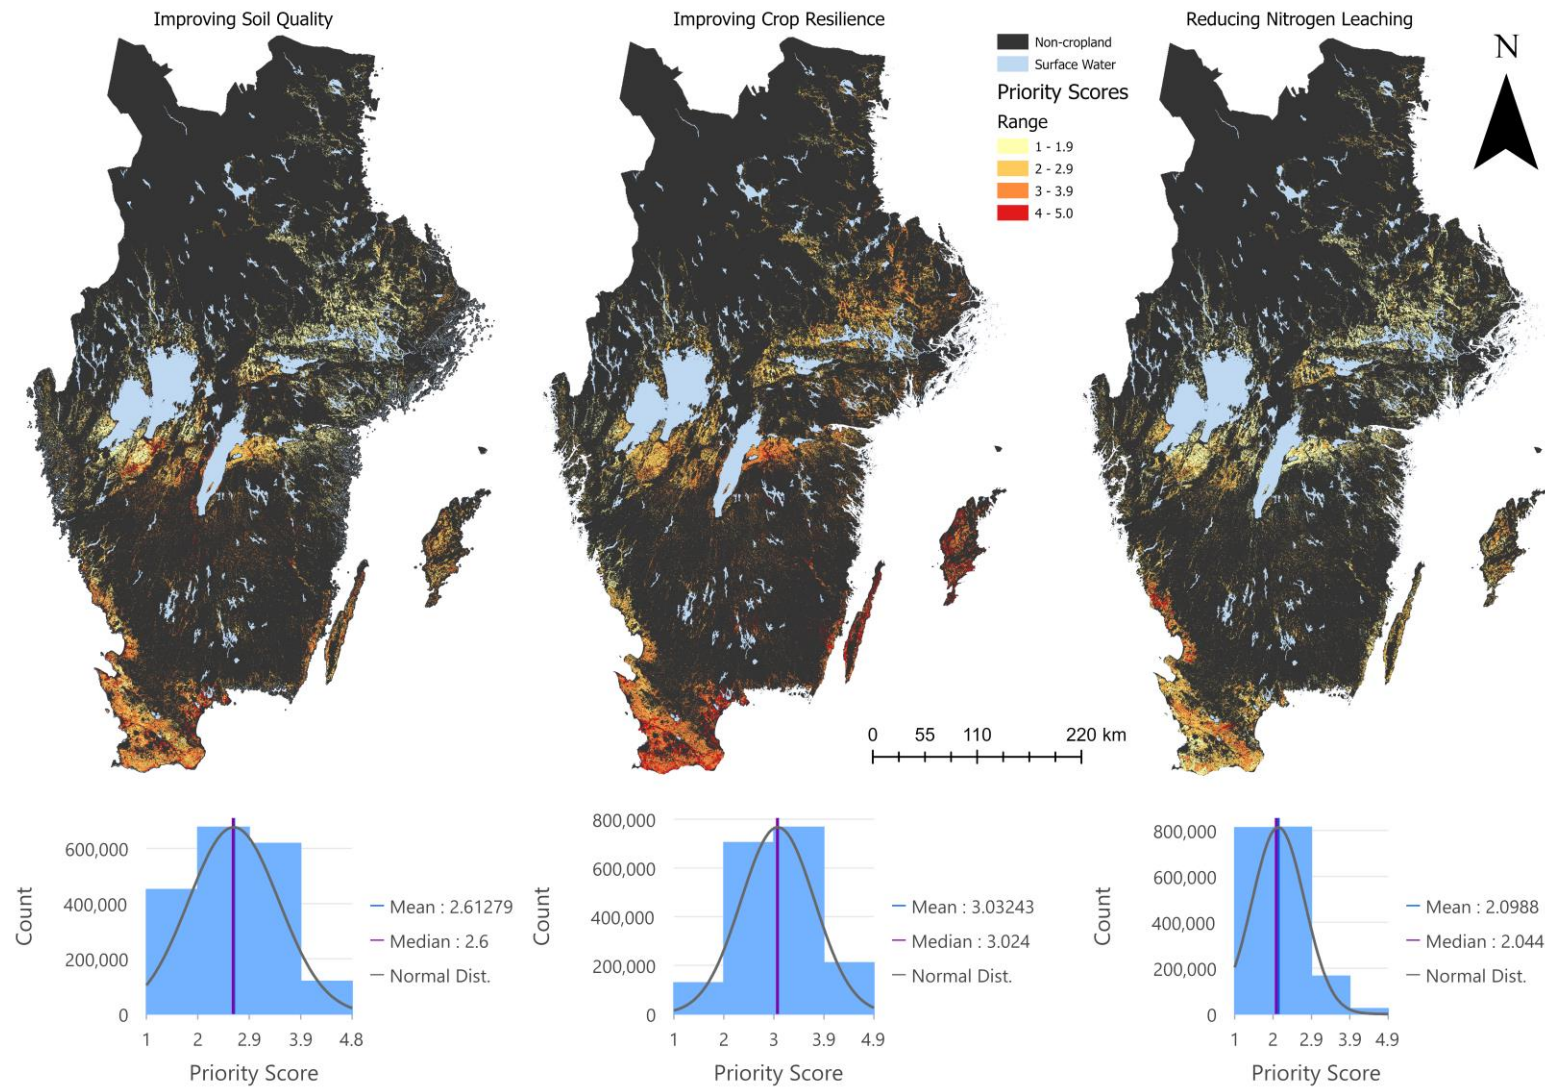 Improving Soil Quality
Improving Crop Resilience
Reducing Nitrogen Leaching
Non-cropland
Surface Water
Priority Scores
Range
1 - 1.9
2 - 2.9
3 - 3.9
4 - 5.0
N
0 55 110 220 km
600,000
400,000
200,000
0
Count
1 2 2.9 3.9 4.8
Priority Score
Mean : 2.61279
Median : 2.6
Normal Dist.
800,000
600,000
400,000
200,000
0
Count
1 2 3 3.9 4.9
Priority Score
Mean : 3.03243
Median : 3.024
Normal Dist.
800,000
600,000
400,000
200,000
0
Count
1 2 2.9 3.9 4.9
Priority Score
Mean : 2.0988
Median : 2.044
Normal Dist.